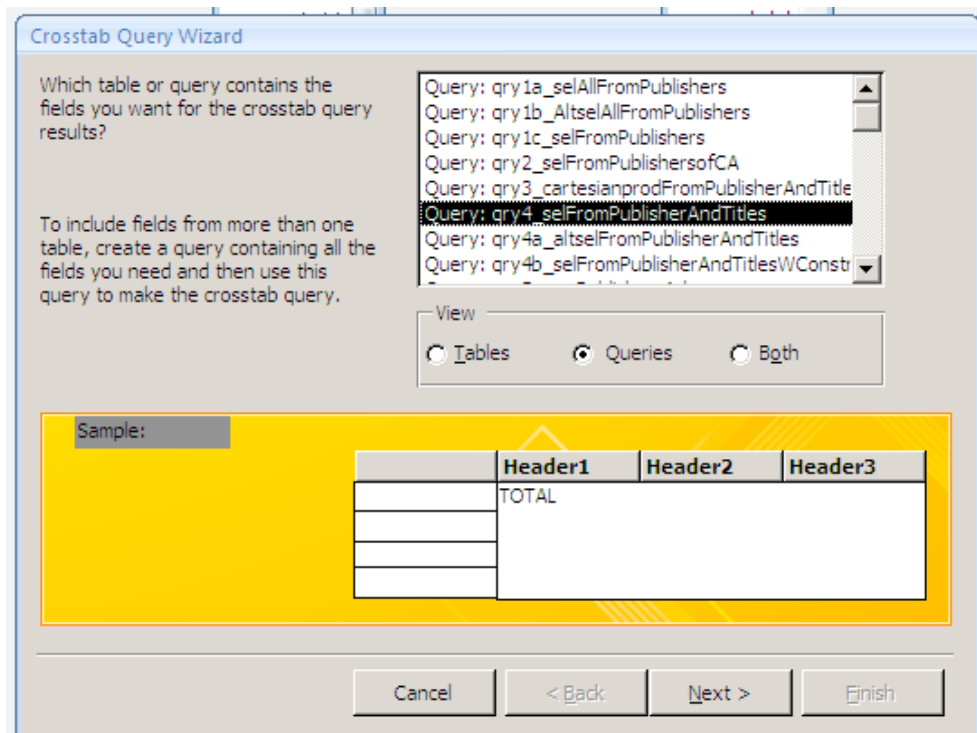 Crosstab Query Wizard
Which table or query contains the
fields you want for the crosstab query
results?
To include fields from more than one
table, create a query containing all the
fields you need and then use this
query to make the crosstab query.
Query: qry1a_selAllFromPublishers
Query: qry1b_AltselAllFromPublishers
Query: qry1c_selFromPublishers
Query: qry2_selFromPublishersofCA
Query: qry3_cartesianprodFromPublisherAndTitle
Query: qry4_selFromPublisherAndTitles
Query: qry4a_altselFromPublisherAndTitles
Query: qry4b_selFromPublisherAndTitlesWConstr
View
Tables Queries Both
Sample:
Header1 Header2 Header3
TOTAL
Cancel < Back Next > Finish